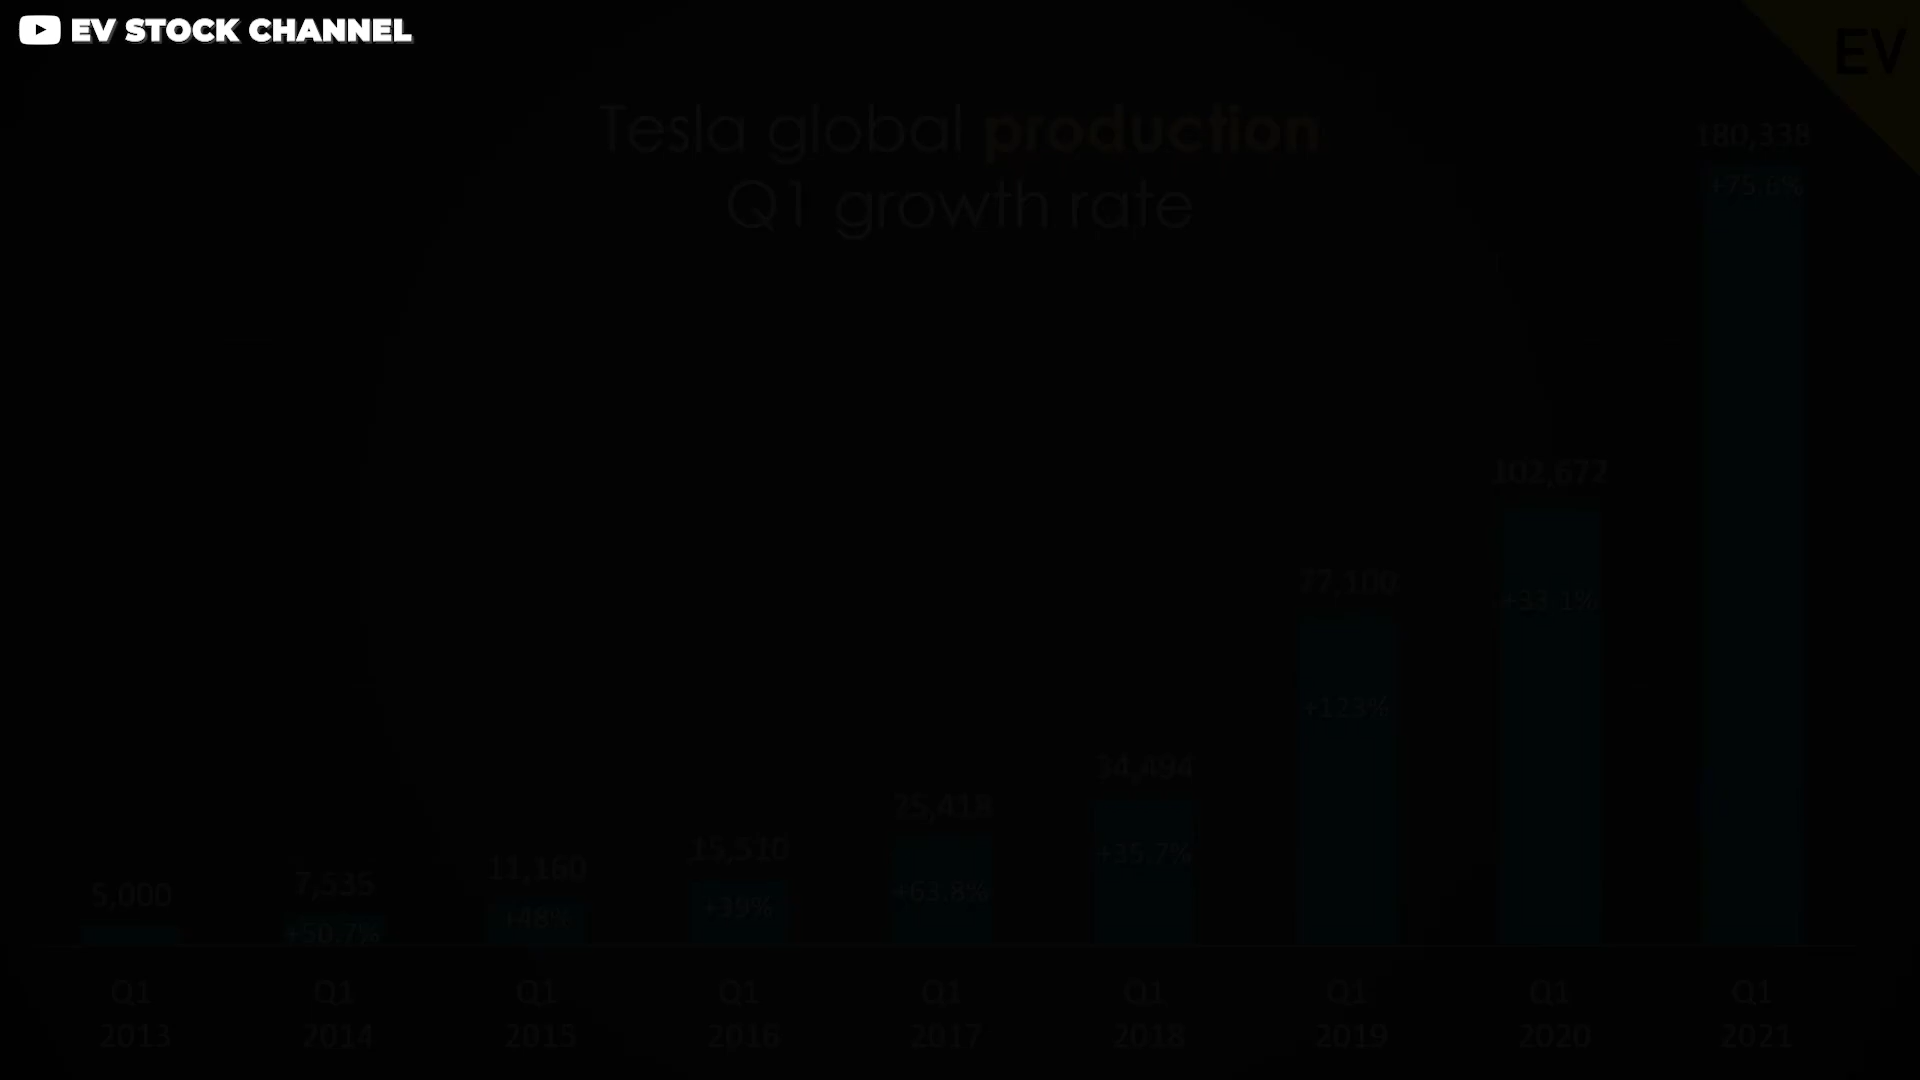 EV STOCK CHANNEL
EV
Tesla global production
Q1 growth rate
180,338
+75.6%
102,672
+33.1%
77,100
+123%
34,494
+35.7%
25,418
+63.8%
15,510
+39%
11,160
+48%
7,535
+50.7%
5,000
Q1 Q1 Q1 Q1 Q1 Q1 Q1 Q1 Q1
2013 2014 2015 2016 2017 2018 2019 2020 2021